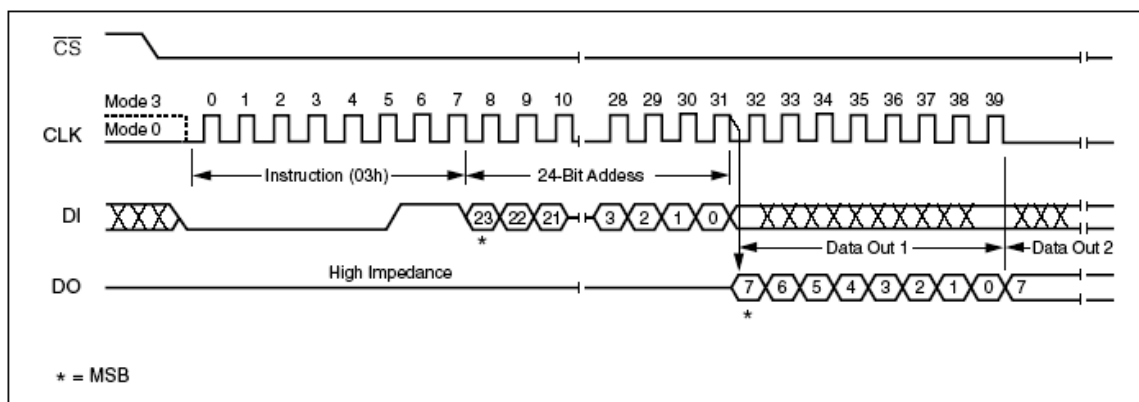 CS
Mode 3 0 1 2 3 4 5 6 7 8 9 10 28 29 30 31 32 33 34 35 36 37 38 39
CLK Mode 0
Instruction (03h) 24-Bit Addess
DI 23 22 21 3 2 1 0
* Data Out 1 Data Out 2
High Impedance
DO 7 6 5 4 3 2 1 0 7
*
* = MSB